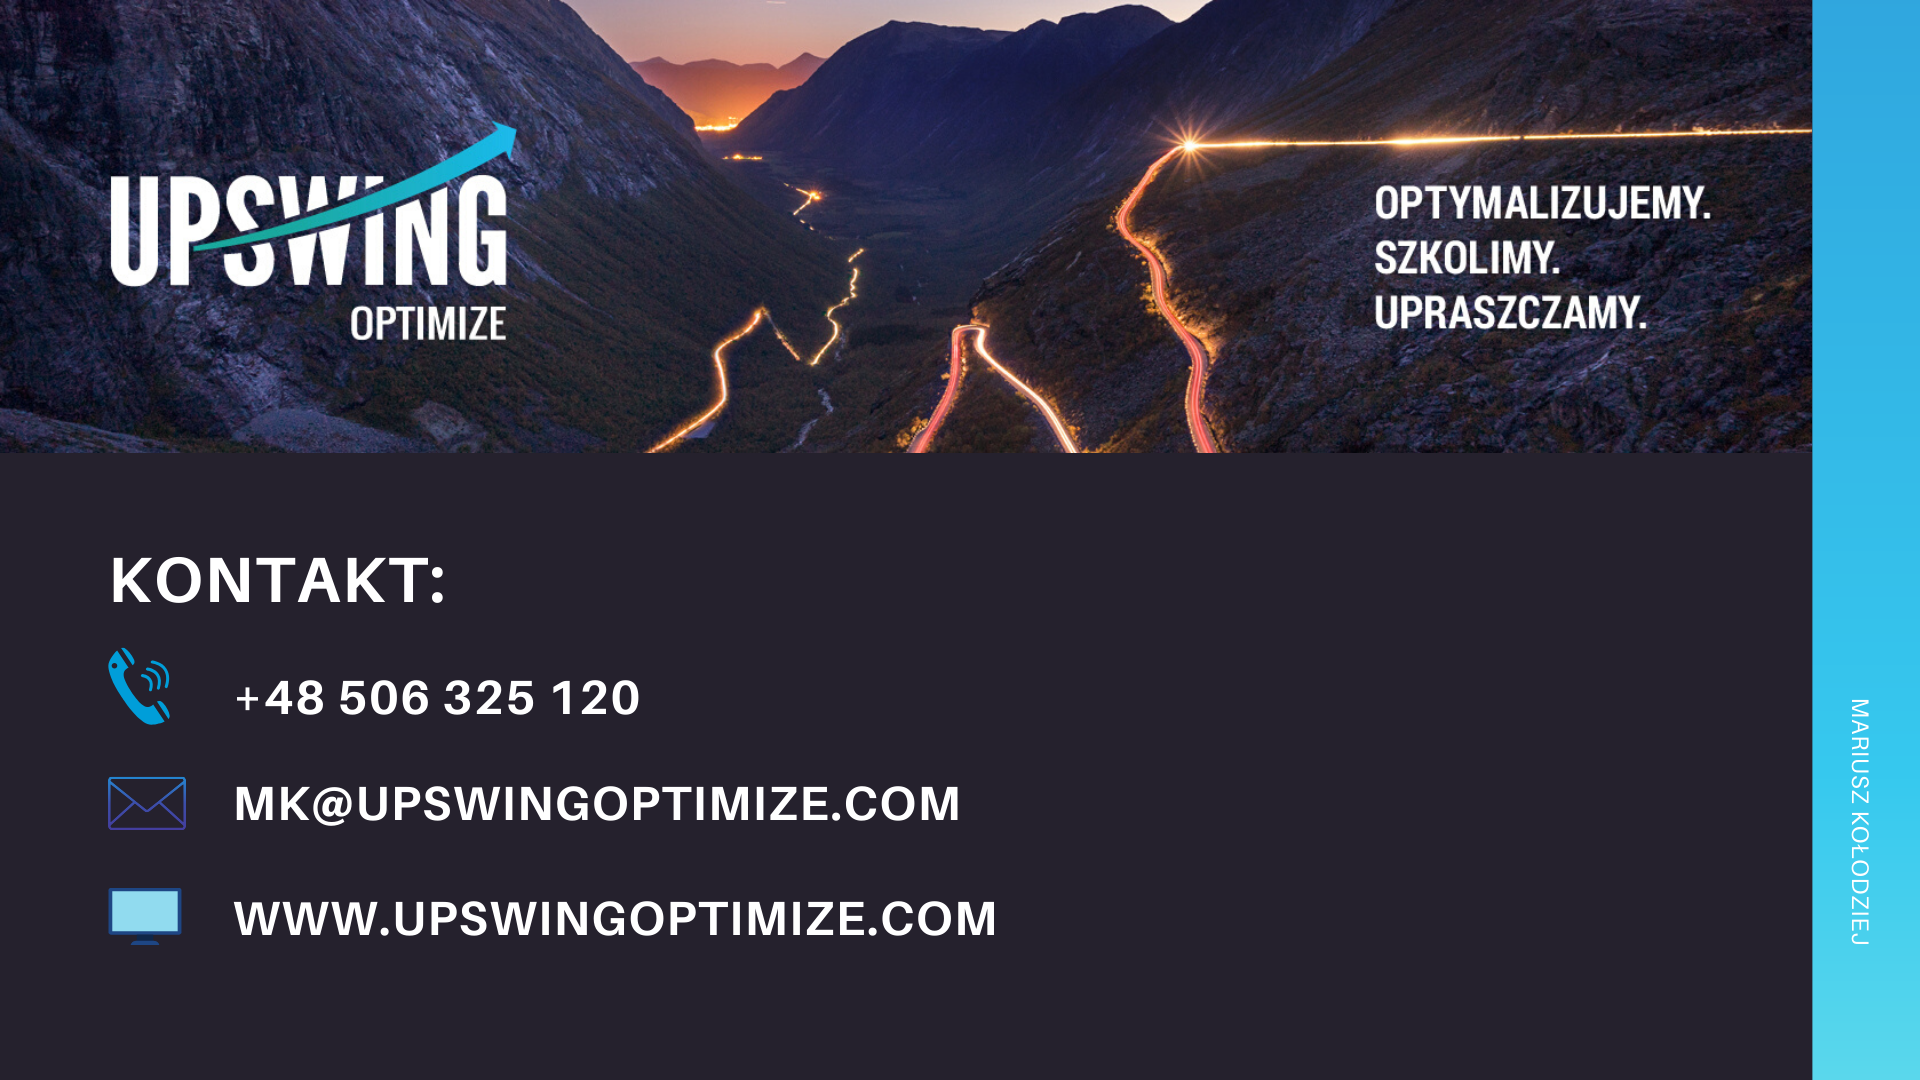 UPSWING
OPTIMIZE
OPTYMALIZUJEMY.
SZKOLIMY.
UPRASZCZAMY.
KONTAKT:
+48 506 325 120
MK@UPSWINGOPTIMIZE.COM
WWW.UPSWINGOPTIMIZE.COM
MARIUSZ KOŁODZIEJ